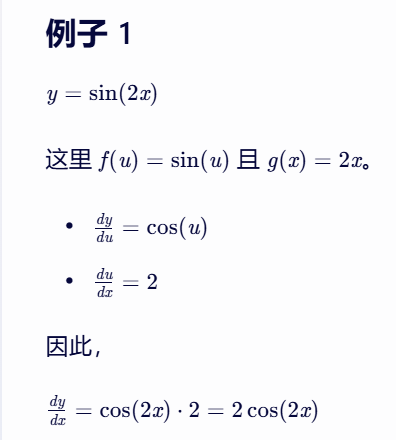 例子 1
y = sin(2x)
这里 f(u) = sin(u) 且 g(x) = 2x。
• dy/du = cos(u)
• du/dx = 2
因此，
dy/dx = cos(2x) · 2 = 2 cos(2x)